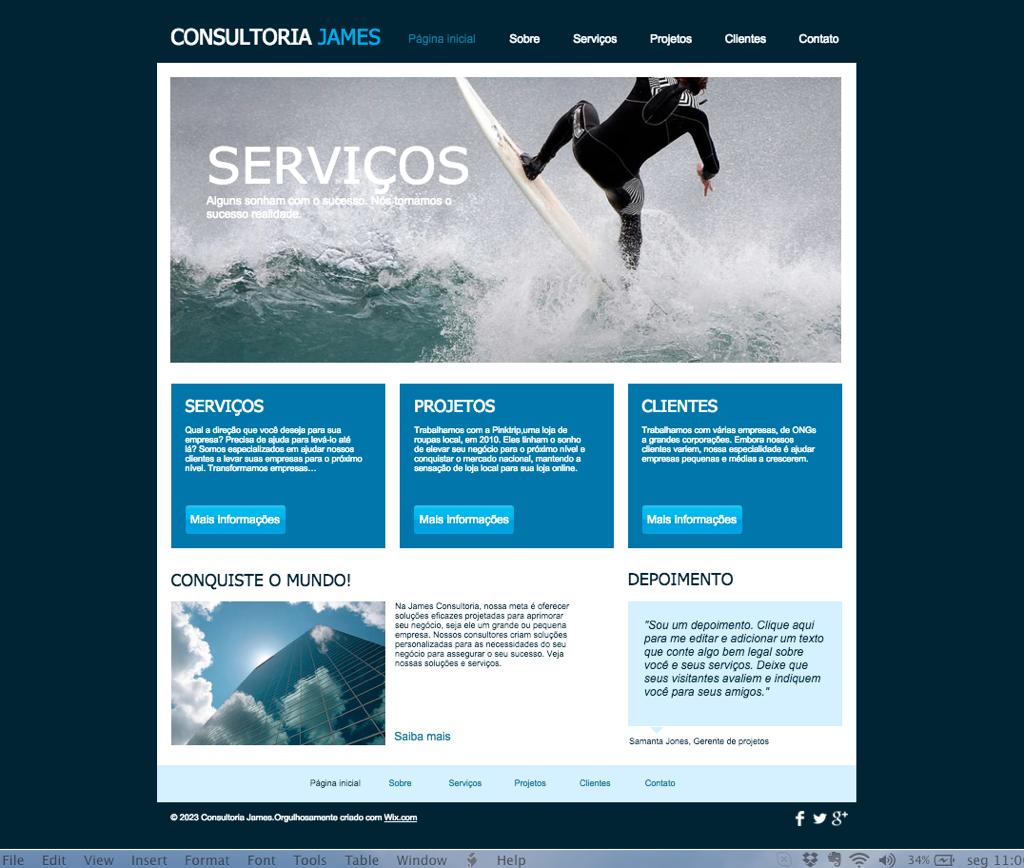 CONSULTORIA JAMES
Página inicial Sobre Serviços Projetos Clientes Contato
SERVIÇOS
Alguns sonham com o sucesso. Nós tornamos o
sucesso realidade.
SERVIÇOS
Qual a direção que você deseja para sua
empresa? Precisa de ajuda para levá-lo até
lá? Somos especializados em ajudar nossos
clientes a levar suas empresas para o próximo
nível. Transformamos empresas...
Mais informações
PROJETOS
Trabalhamos com a Pinktrip,uma loja de
roupas local, em 2010. Eles tinham o sonho
de elevar seu negócio para o próximo nível e
conquistar o mercado nacional, mantendo a
sensação de loja local para sua loja online.
Mais informações
CLIENTES
Trabalhamos com várias empresas, de ONGs
a grandes corporações. Embora nossos
clientes variem, nossa especialidade é ajudar
empresas pequenas e médias a crescerem.
Mais informações
CONQUISTE O MUNDO!
Na James Consultoria, nossa meta é oferecer
soluções eficazes projetadas para aprimorar
seu negócio, seja ele um grande ou pequena
empresa. Nossos consultores criam soluções
personalizadas para as necessidades do seu
negócio para assegurar o seu sucesso. Veja
nossas soluções e serviços.
Saiba mais
DEPOIMENTO
"Sou um depoimento. Clique aqui
para me editar e adicionar um texto
que conte algo bem legal sobre
você e seus serviços. Deixe que
seus visitantes avaliem e indiquem
você para seus amigos."
Samanta Jones, Gerente de projetos
Página inicial Sobre Serviços Projetos Clientes Contato
© 2023 Consultoria James.Orgulhosamente criado com Wix.com
File Edit View Insert Format Font Tools Table Window Help 34% seg 11:0